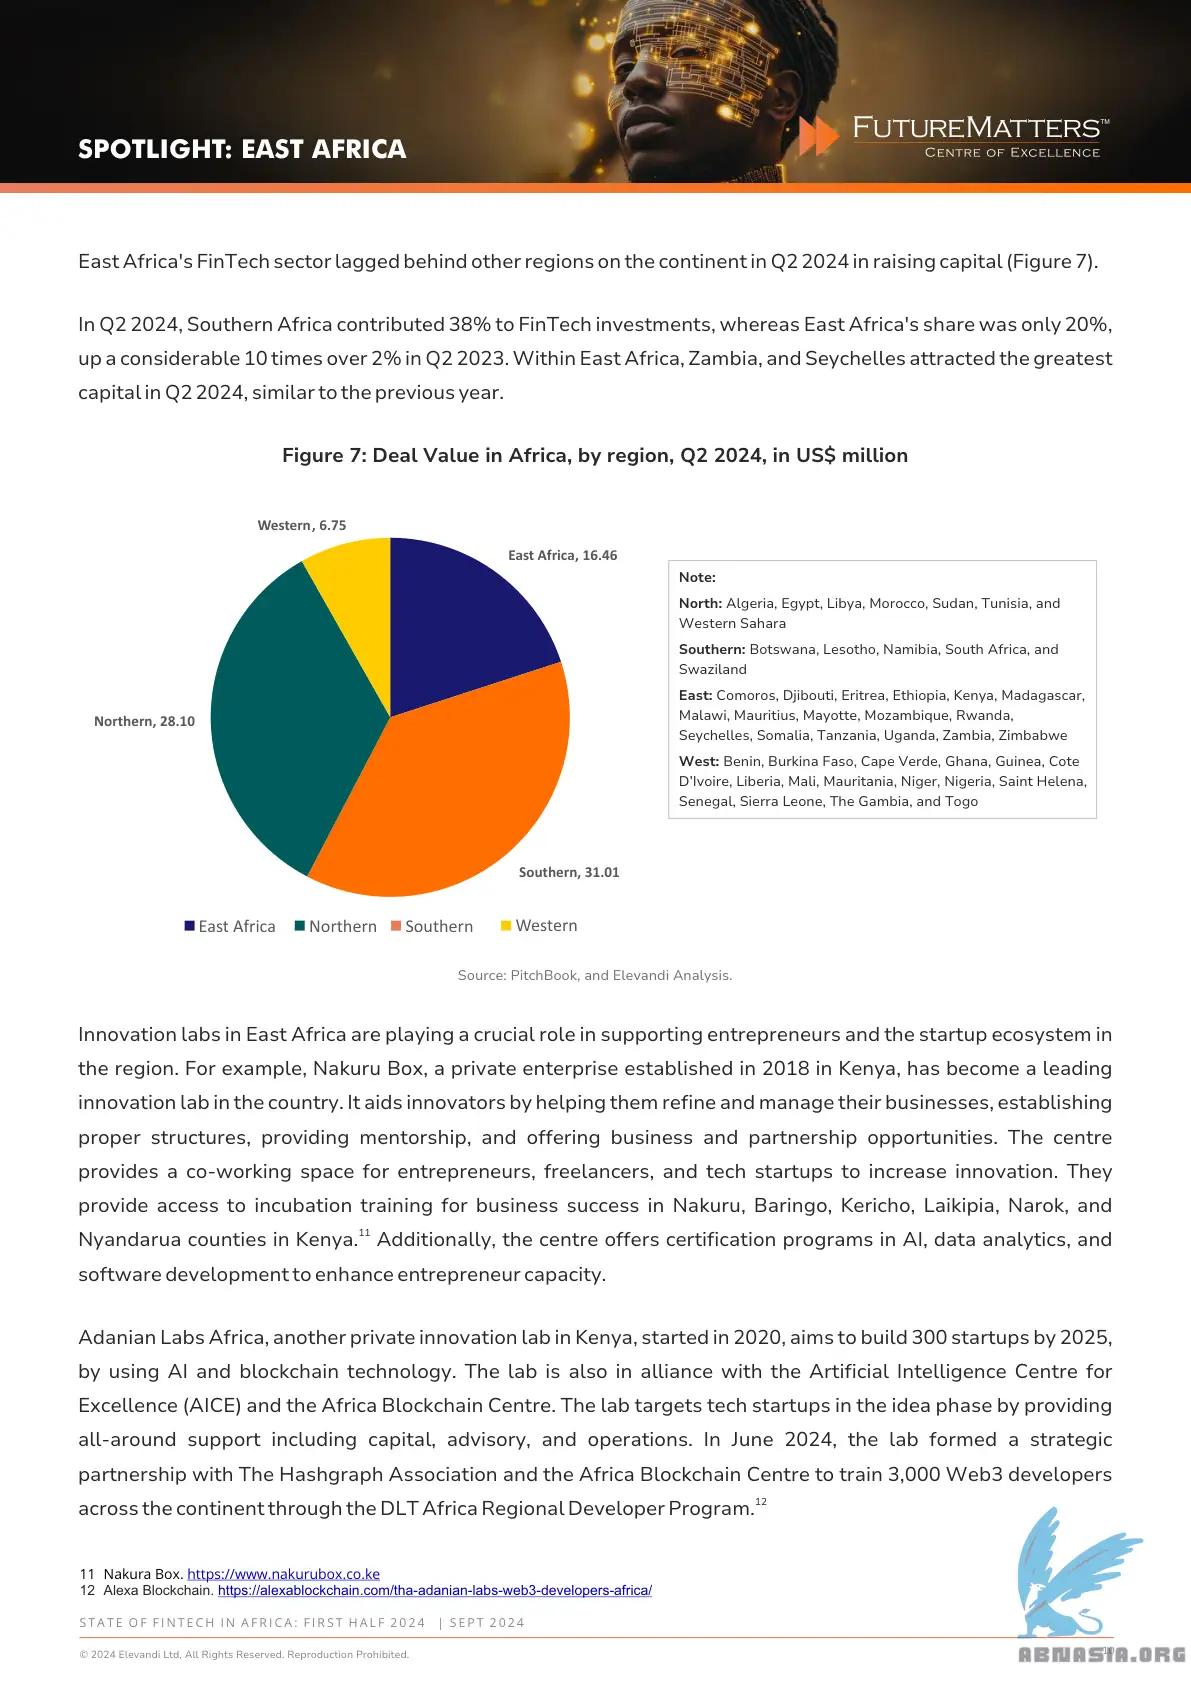 SPOTLIGHT: EAST AFRICA
FUTUREMATTERS™
CENTRE OF EXCELLENCE
East Africa's FinTech sector lagged behind other regions on the continent in Q2 2024 in raising capital (Figure 7).
In Q2 2024, Southern Africa contributed 38% to FinTech investments, whereas East Africa's share was only 20%,
up a considerable 10 times over 2% in Q2 2023. Within East Africa, Zambia, and Seychelles attracted the greatest
capital in Q2 2024, similar to the previous year.
Figure 7: Deal Value in Africa, by region, Q2 2024, in US$ million
Western, 6.75
East Africa, 16.46
Northern, 28.10
Southern, 31.01
East Africa Northern Southern Western
Note:
North: Algeria, Egypt, Libya, Morocco, Sudan, Tunisia, and
Western Sahara
Southern: Botswana, Lesotho, Namibia, South Africa, and
Swaziland
East: Comoros, Djibouti, Eritrea, Ethiopia, Kenya, Madagascar,
Malawi, Mauritius, Mayotte, Mozambique, Rwanda,
Seychelles, Somalia, Tanzania, Uganda, Zambia, Zimbabwe
West: Benin, Burkina Faso, Cape Verde, Ghana, Guinea, Cote
D'Ivoire, Liberia, Mali, Mauritania, Niger, Nigeria, Saint Helena,
Senegal, Sierra Leone, The Gambia, and Togo
Source: PitchBook, and Elevandi Analysis.
Innovation labs in East Africa are playing a crucial role in supporting entrepreneurs and the startup ecosystem in
the region. For example, Nakuru Box, a private enterprise established in 2018 in Kenya, has become a leading
innovation lab in the country. It aids innovators by helping them refine and manage their businesses, establishing
proper structures, providing mentorship, and offering business and partnership opportunities. The centre
provides a co-working space for entrepreneurs, freelancers, and tech startups to increase innovation. They
provide access to incubation training for business success in Nakuru, Baringo, Kericho, Laikipia, Narok, and
Nyandarua counties in Kenya.11 Additionally, the centre offers certification programs in AI, data analytics, and
software development to enhance entrepreneur capacity.
Adanian Labs Africa, another private innovation lab in Kenya, started in 2020, aims to build 300 startups by 2025,
by using AI and blockchain technology. The lab is also in alliance with the Artificial Intelligence Centre for
Excellence (AICE) and the Africa Blockchain Centre. The lab targets tech startups in the idea phase by providing
all-around support including capital, advisory, and operations. In June 2024, the lab formed a strategic
partnership with The Hashgraph Association and the Africa Blockchain Centre to train 3,000 Web3 developers
across the continent through the DLT Africa Regional Developer Program.12
11 Nakura Box. https://www.nakurubox.co.ke
12 Alexa Blockchain. https://alexablockchain.com/tha-adanian-labs-web3-developers-africa/
STATE OF FINTECH IN AFRICA: FIRST HALF 2024 | SEPT 2024
© 2024 Elevandi Ltd, All Rights Reserved. Reproduction Prohibited.
ABNASIA.ORG